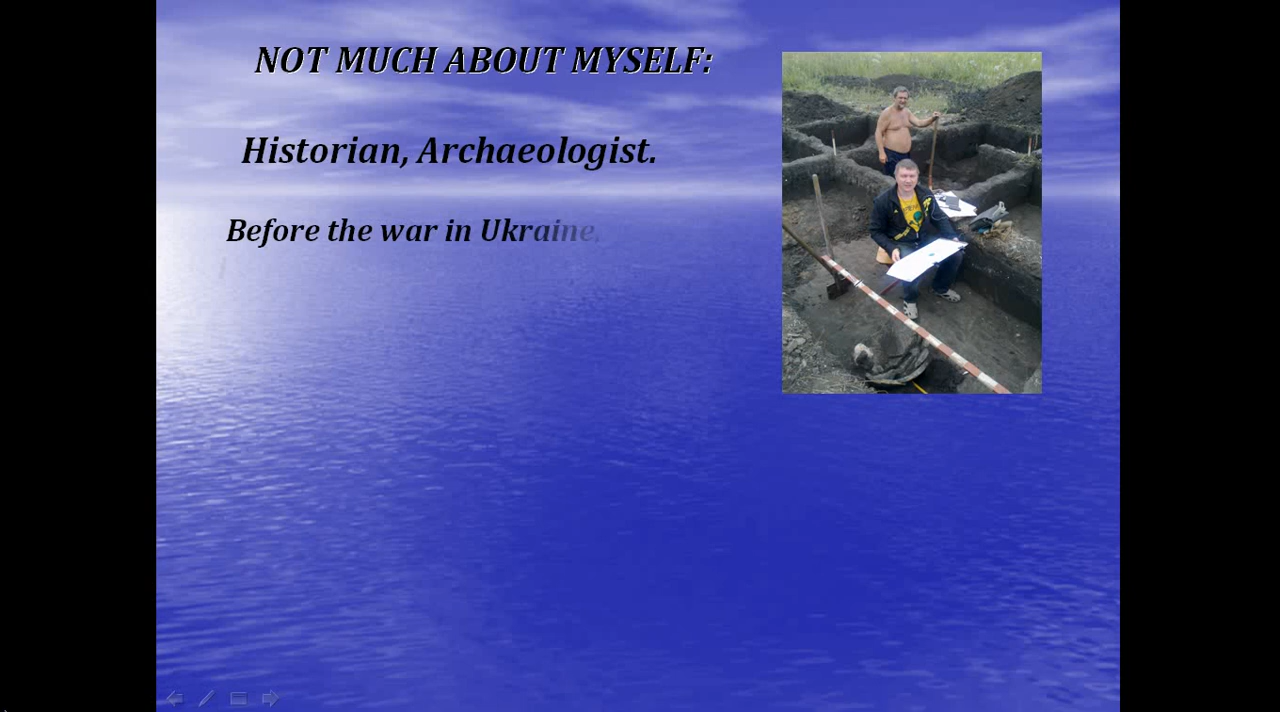 NOT MUCH ABOUT MYSELF:
Historian, Archaeologist.
Before the war in Ukraine,